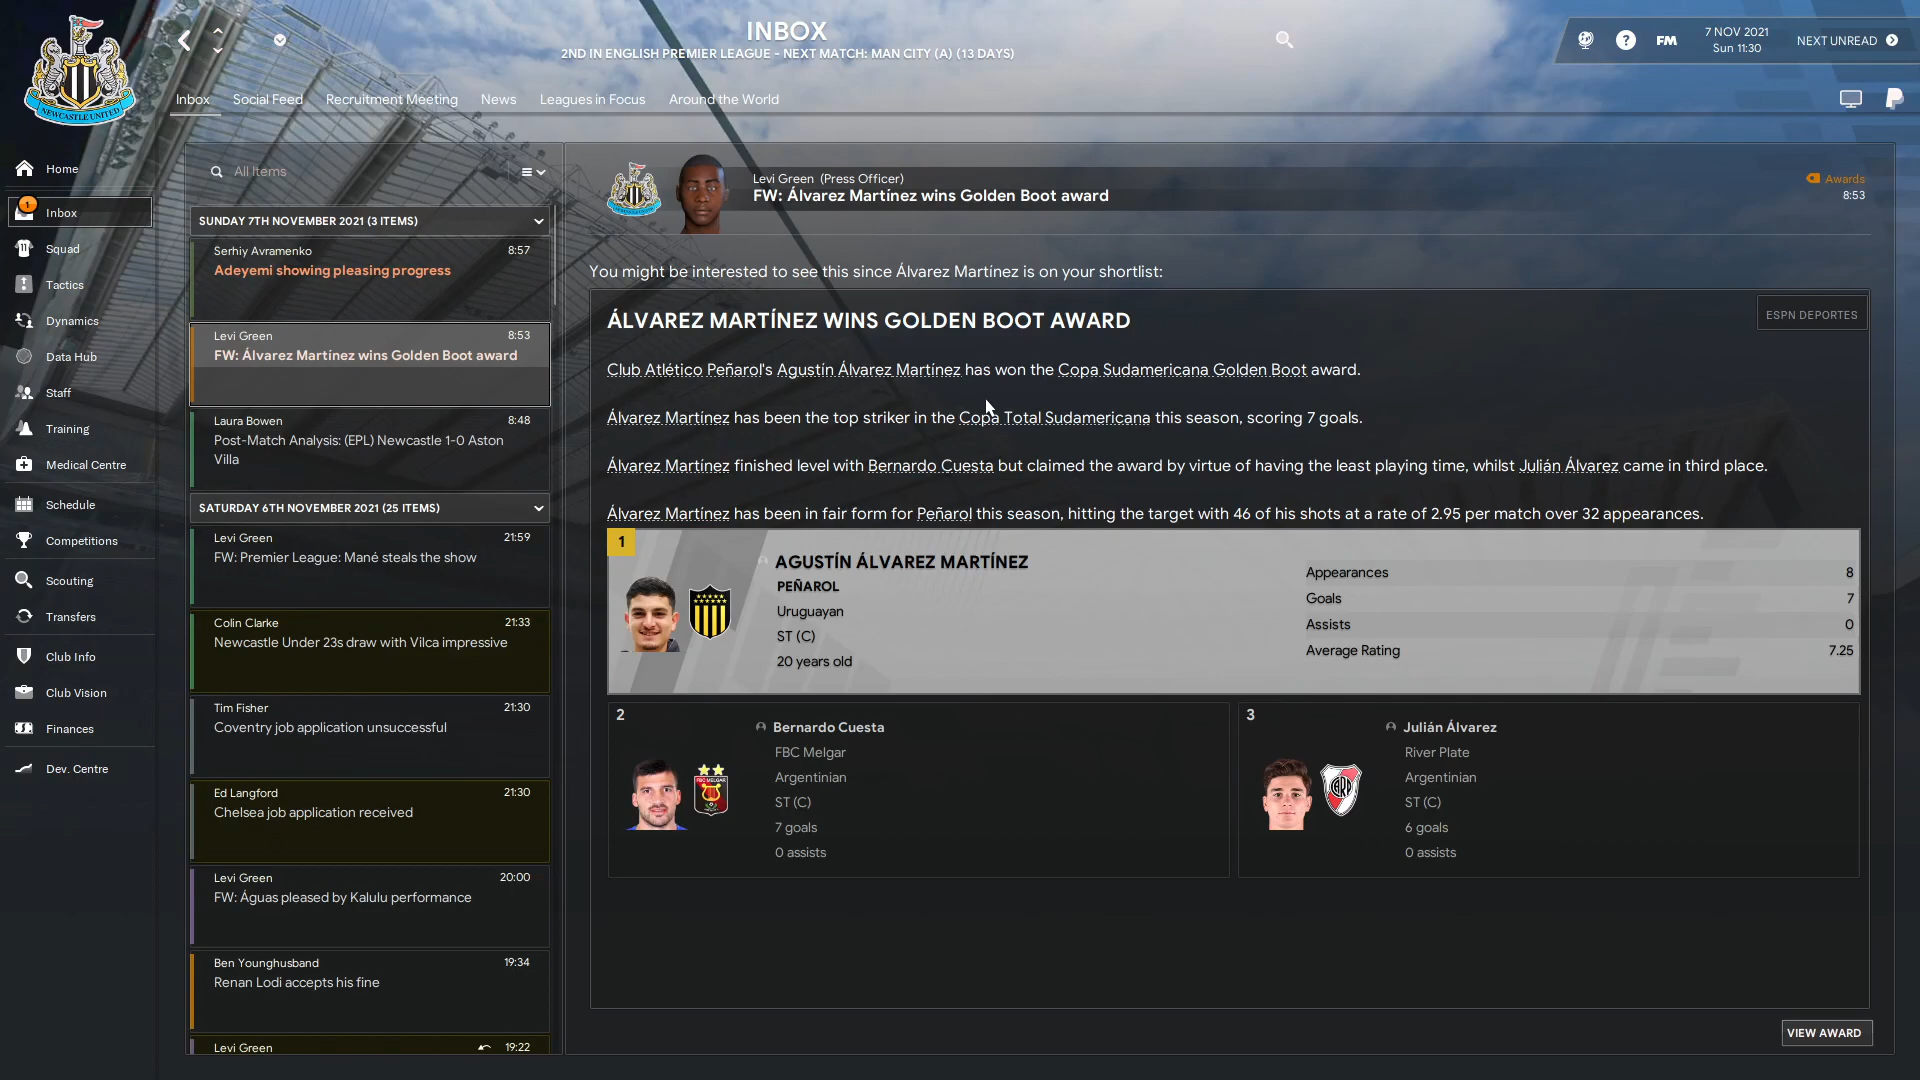 INBOX
2ND IN ENGLISH PREMIER LEAGUE - NEXT MATCH: MAN CITY (A) (13 DAYS)
FM
7 NOV 2021
Sun 11:30
NEXT UNREAD
NEWCASTLE UNITED
Inbox Social Feed Recruitment Meeting News Leagues in Focus Around the World
Home
1
Inbox
Squad
Tactics
Dynamics
Data Hub
Staff
Training
Medical Centre
Schedule
Competitions
Scouting
Transfers
Club Info
Club Vision
Finances
Dev. Centre
All Items
SUNDAY 7TH NOVEMBER 2021 (3 ITEMS)
Serhiy Avramenko 8:57
Adeyemi showing pleasing progress
Levi Green 8:53
FW: Álvarez Martínez wins Golden Boot award
Laura Bowen 8:48
Post-Match Analysis: (EPL) Newcastle 1-0 Aston
Villa
SATURDAY 6TH NOVEMBER 2021 (25 ITEMS)
Levi Green 21:59
FW: Premier League: Mané steals the show
Colin Clarke 21:33
Newcastle Under 23s draw with Vilca impressive
Tim Fisher 21:30
Coventry job application unsuccessful
Ed Langford 21:30
Chelsea job application received
Levi Green 20:00
FW: Águas pleased by Kalulu performance
Ben Younghusband 19:34
Renan Lodi accepts his fine
Levi Green 19:22
Levi Green (Press Officer)
FW: Álvarez Martínez wins Golden Boot award
Awards
8:53
You might be interested to see this since Álvarez Martínez is on your shortlist:
ÁLVAREZ MARTÍNEZ WINS GOLDEN BOOT AWARD
ESPN DEPORTES
Club Atlético Peñarol's Agustín Álvarez Martínez has won the Copa Sudamericana Golden Boot award.
Álvarez Martínez has been the top striker in the Copa Total Sudamericana this season, scoring 7 goals.
Álvarez Martínez finished level with Bernardo Cuesta but claimed the award by virtue of having the least playing time, whilst Julián Álvarez came in third place.
Álvarez Martínez has been in fair form for Peñarol this season, hitting the target with 46 of his shots at a rate of 2.95 per match over 32 appearances.
1
AGUSTÍN ÁLVAREZ MARTÍNEZ
PEÑAROL
Uruguayan
ST (C)
20 years old
Appearances 8
Goals 7
Assists 0
Average Rating 7.25
2
Bernardo Cuesta
FBC Melgar
Argentinian
ST (C)
7 goals
0 assists
3
Julián Álvarez
River Plate
Argentinian
ST (C)
6 goals
0 assists
VIEW AWARD